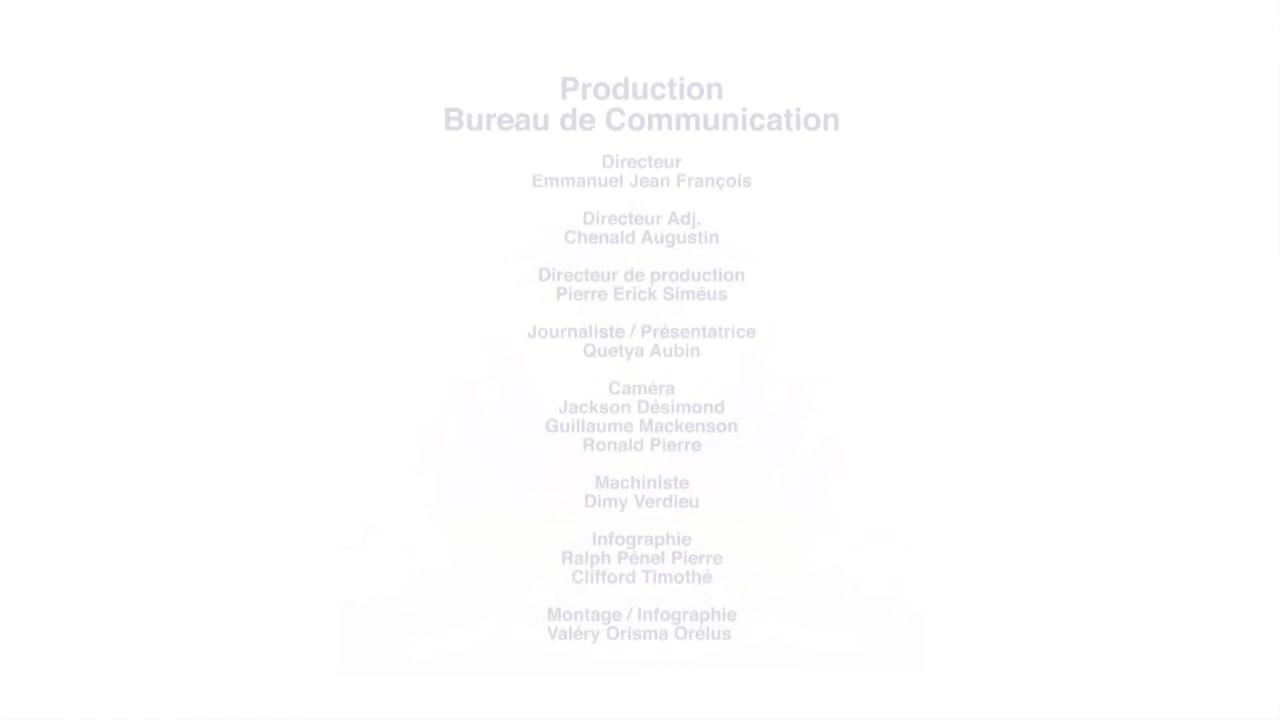 Production
Bureau de Communication
Directeur
Emmanuel Jean François
Directeur Adj.
Chenald Augustin
Directeur de production
Pierre Erick Siméus
Journaliste / Présentatrice
Quetya Aubin
Caméra
Jackson Désimond
Guillaume Mackenson
Ronald Pierre
Machiniste
Dimy Verdieu
Infographie
Ralph Pénel Pierre
Clifford Timothé
Montage / Infographie
Valéry Orisma Orélus